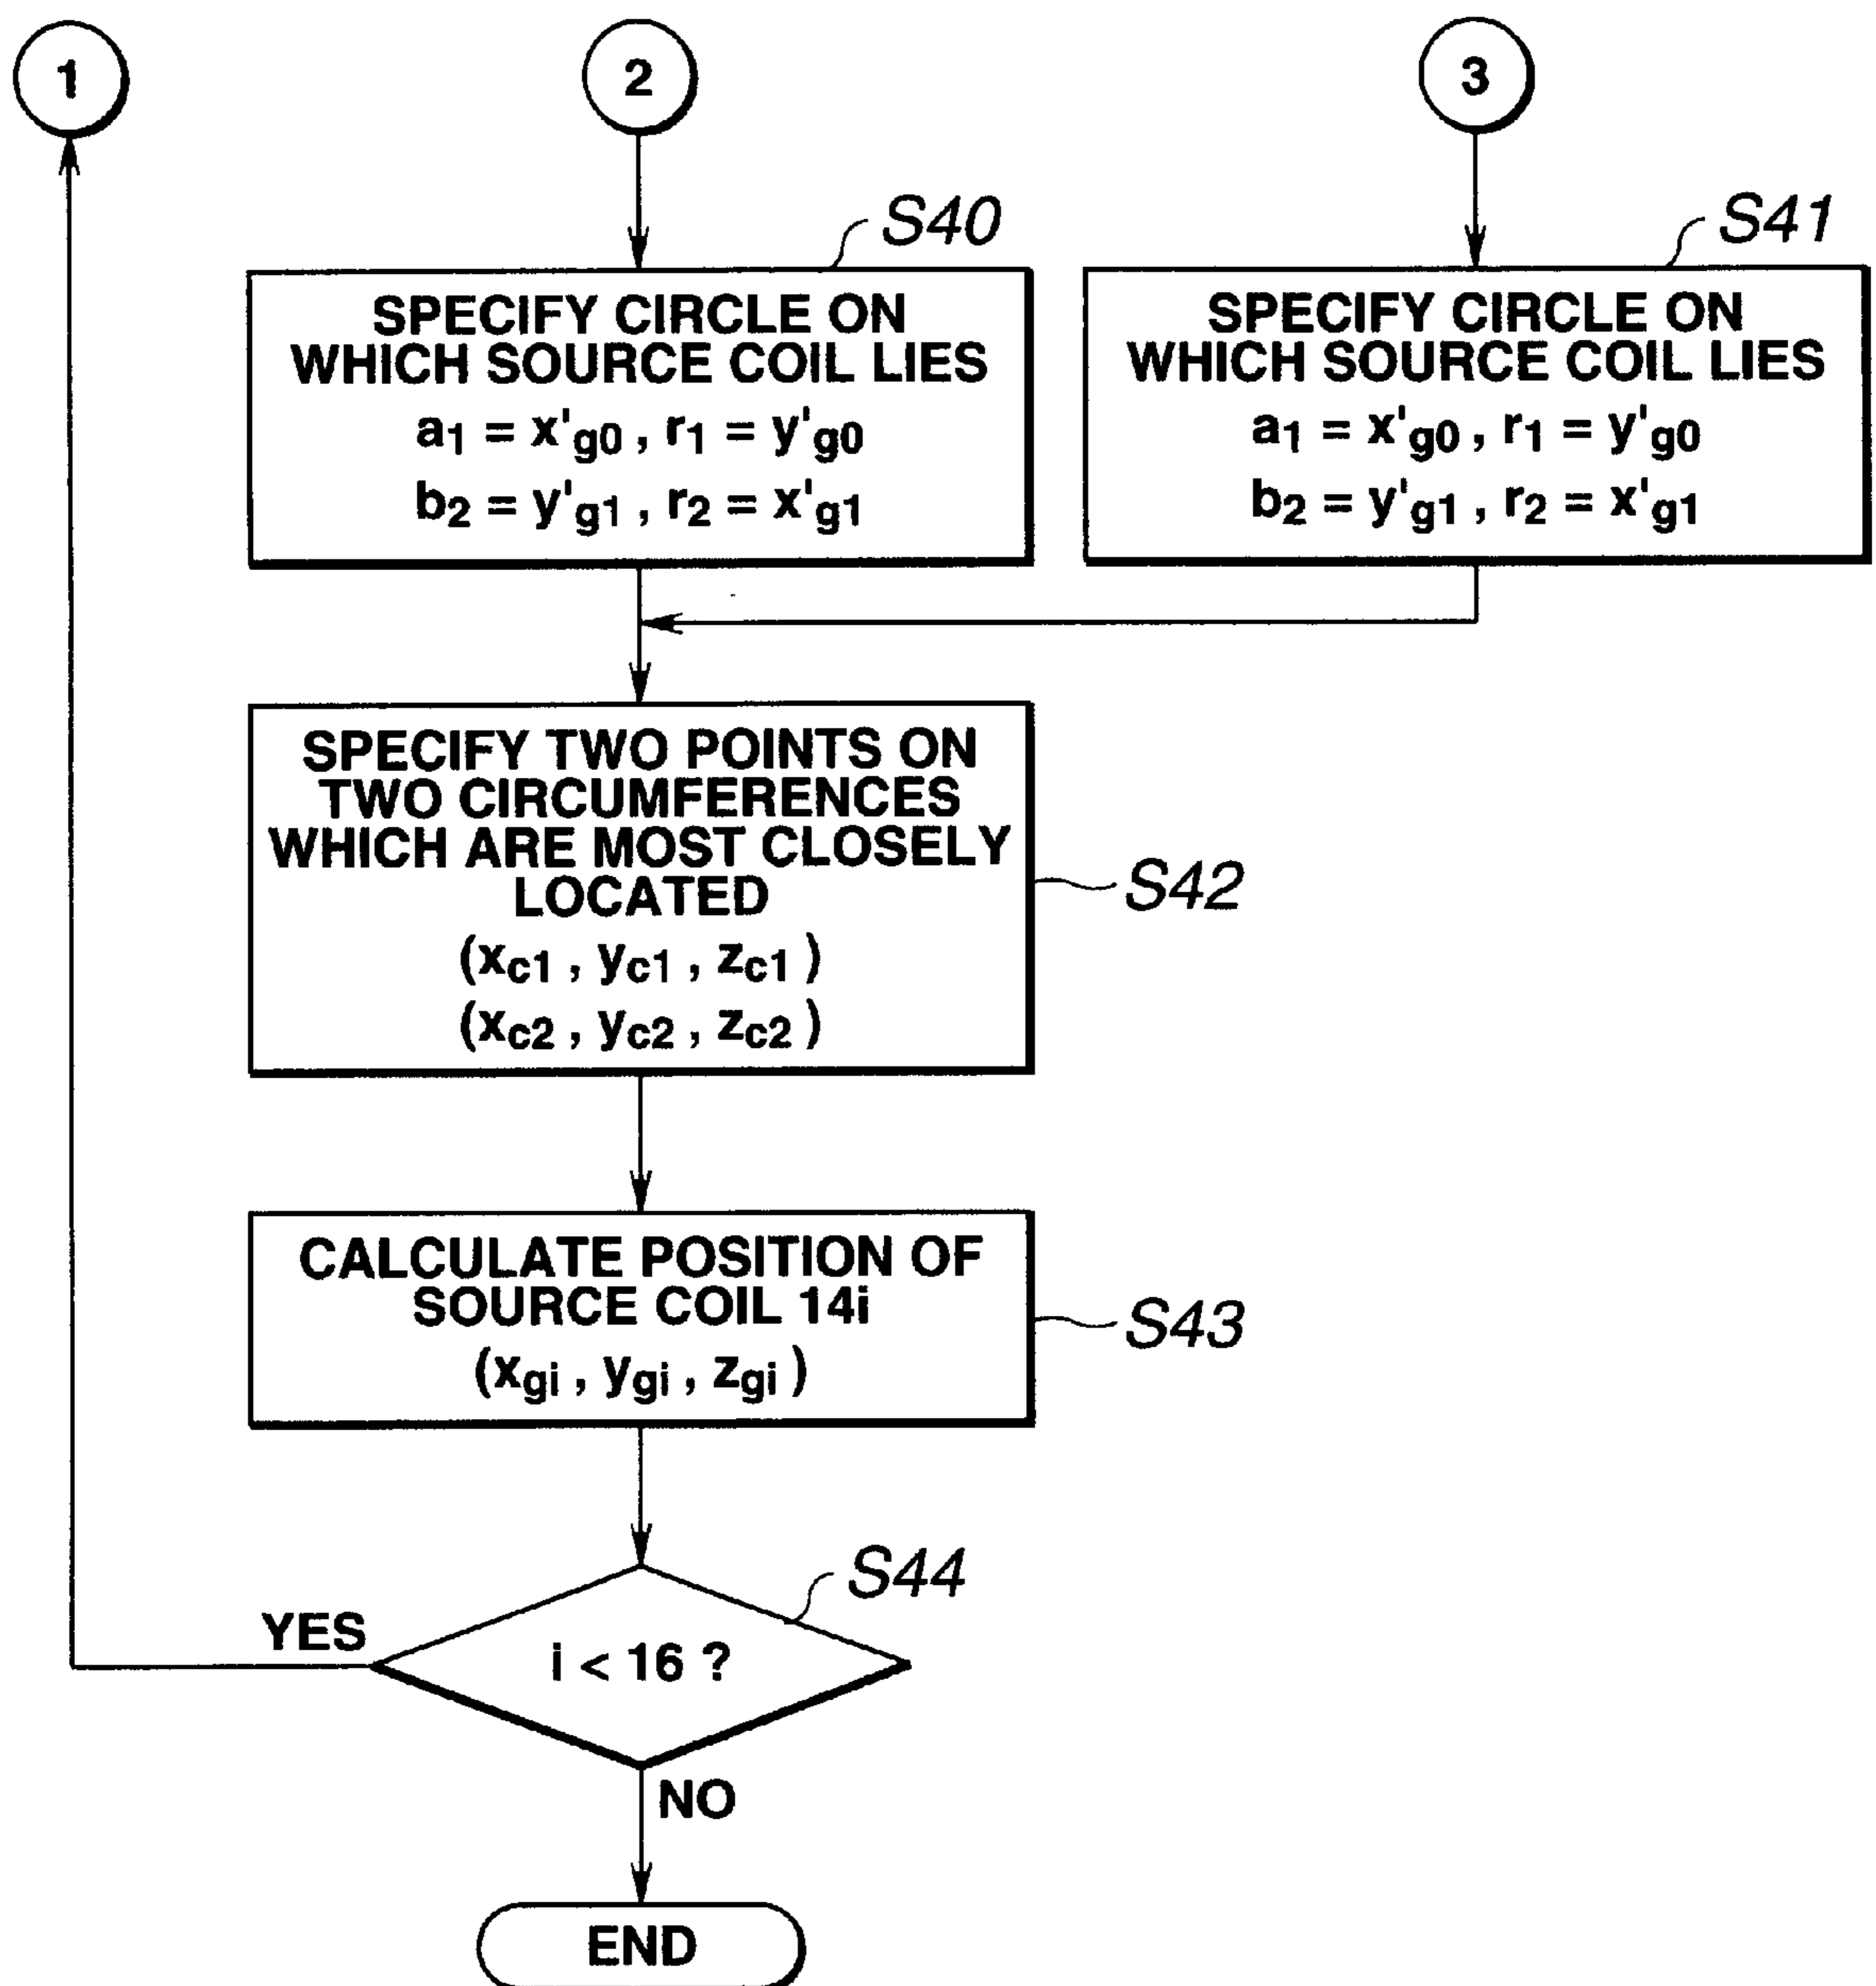 1
2
3
S40
SPECIFY CIRCLE ON
WHICH SOURCE COIL LIES
a1 = x'g0 , r1 = y'g0
b2 = y'g1 , r2 = x'g1
S41
SPECIFY CIRCLE ON
WHICH SOURCE COIL LIES
a1 = x'g0 , r1 = y'g0
b2 = y'g1 , r2 = x'g1
SPECIFY TWO POINTS ON
TWO CIRCUMFERENCES
WHICH ARE MOST CLOSELY
LOCATED
(xc1 , yc1 , zc1 )
(xc2 , yc2 , zc2 )
S42
CALCULATE POSITION OF
SOURCE COIL 14i
(xgi , ygi , zgi )
S43
S44
YES
i < 16 ?
NO
END